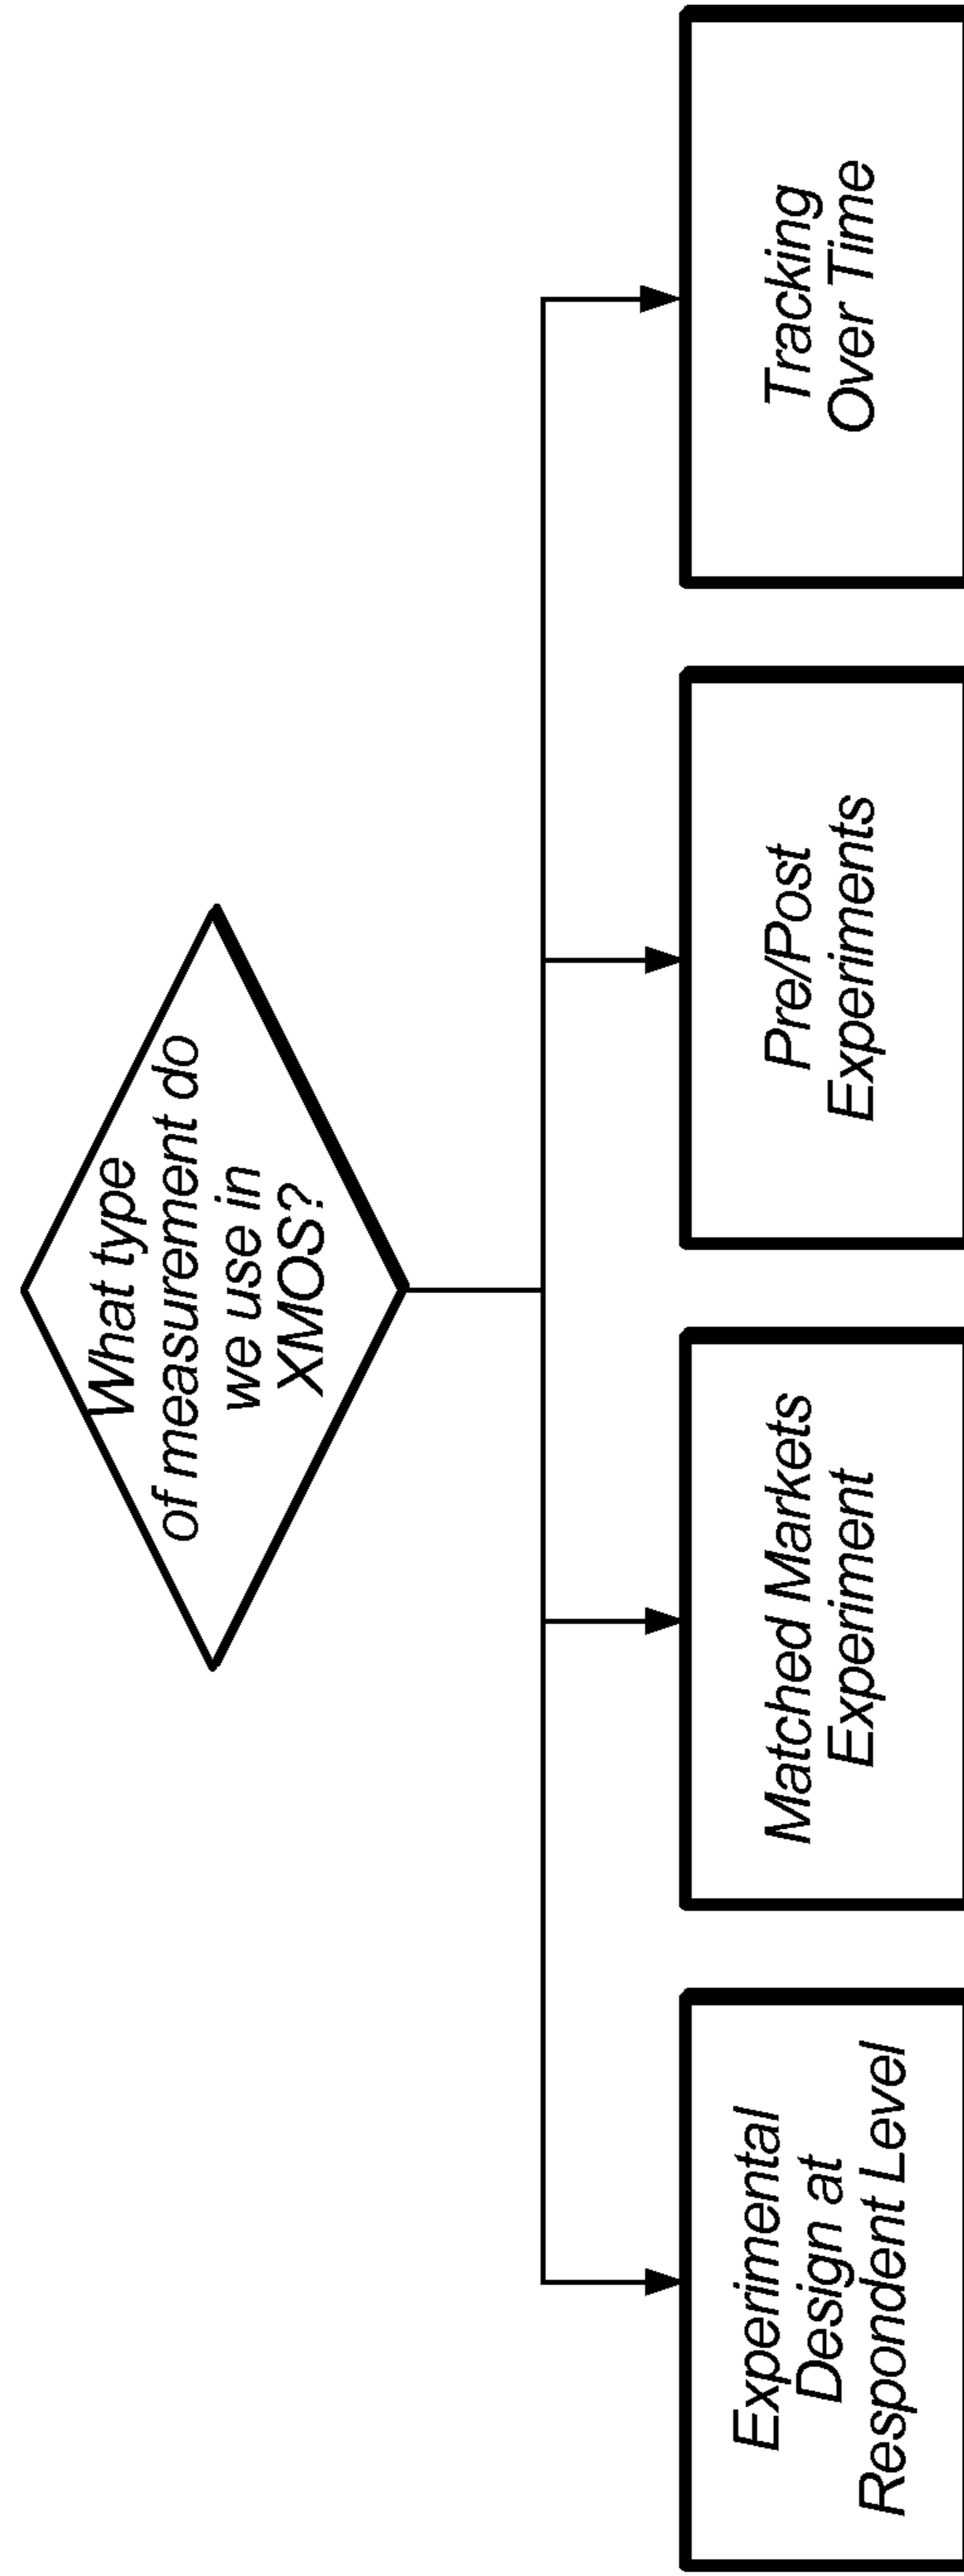 What type
of measurement do
we use in
XMOS?
Experimental
Design at
Respondent Level
Matched Markets
Experiment
Pre/Post
Experiments
Tracking
Over Time